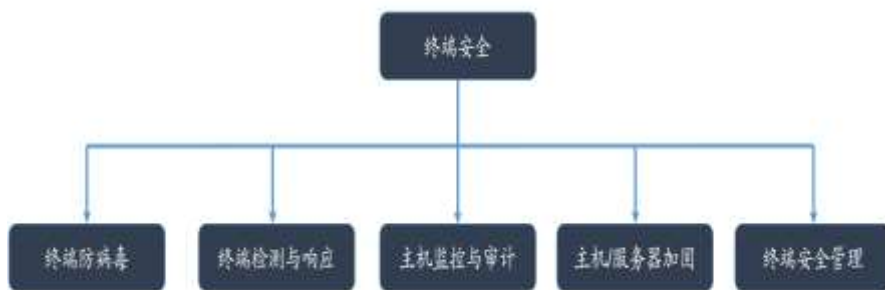 终端安全
终端防病毒
终端检测与响应
主机监控与审计
主机/服务器加固
终端安全管理